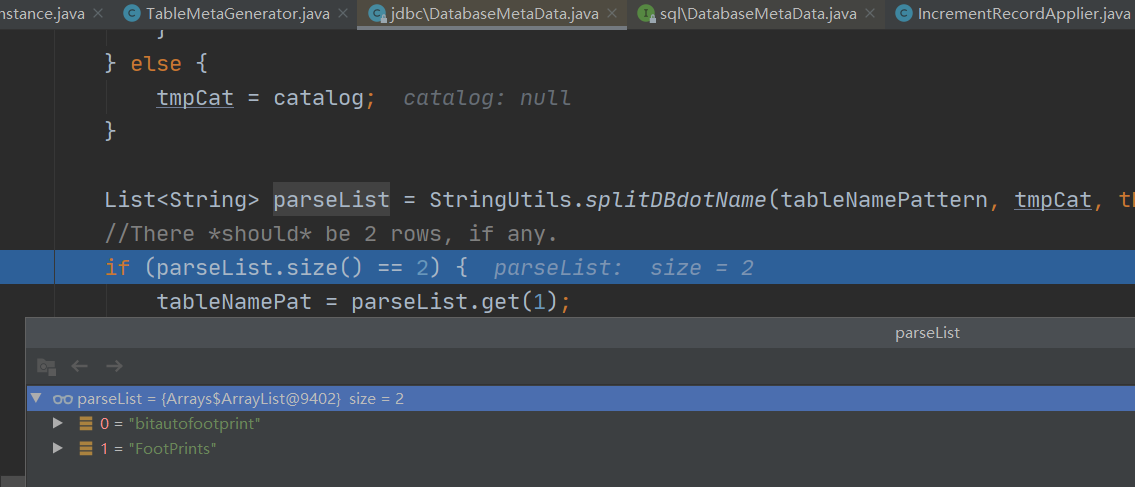 nstance.java × TableMetaGenerator.java × jdbc\DatabaseMetaData.java × sql\DatabaseMetaData.java × IncrementRecordApplier.java
}
} else {
tmpCat = catalog; catalog: null
}
List<String> parseList = StringUtils.splitDBdotName(tableNamePattern, tmpCat, th
//There *should* be 2 rows, if any.
if (parseList.size() == 2) { parseList: size = 2
tableNamePat = parseList.get(1);
parseList
parseList = {Arrays$ArrayList@9402} size = 2
0 = "bitautofootprint"
1 = "FootPrints"